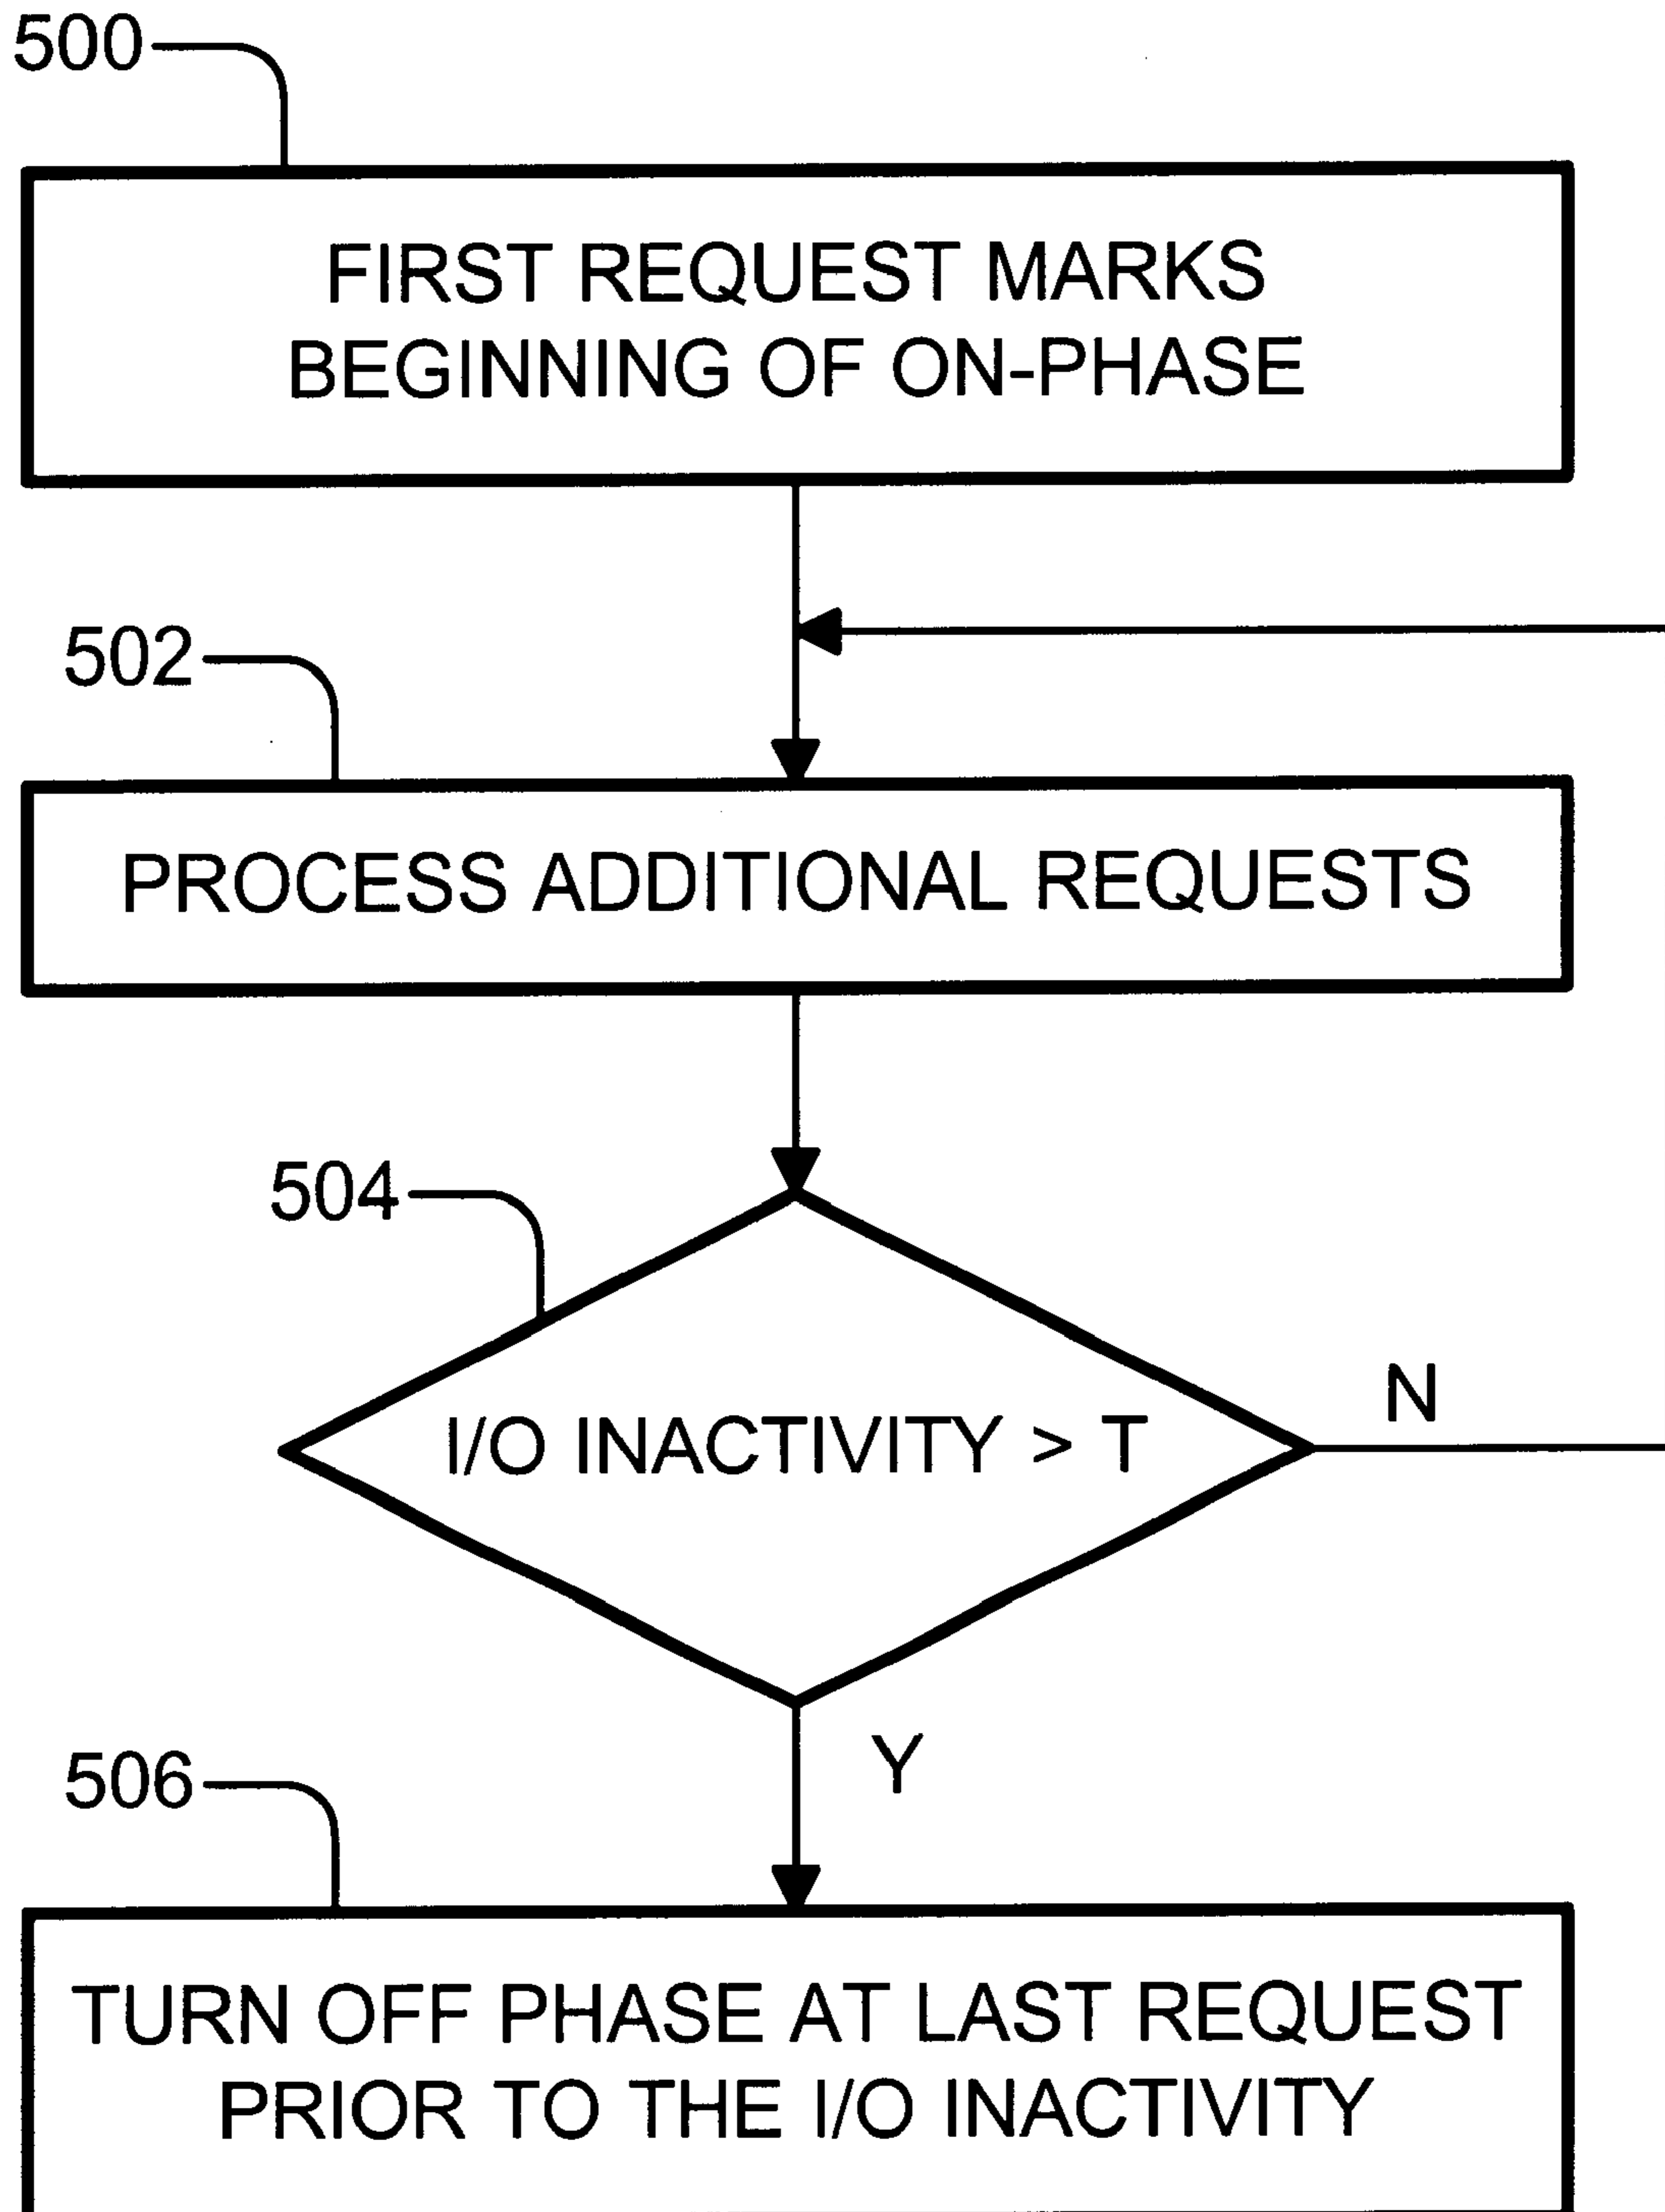 500
FIRST REQUEST MARKS
BEGINNING OF ON-PHASE
502
PROCESS ADDITIONAL REQUESTS
504
I/O INACTIVITY > T
N
Y
506
TURN OFF PHASE AT LAST REQUEST
PRIOR TO THE I/O INACTIVITY